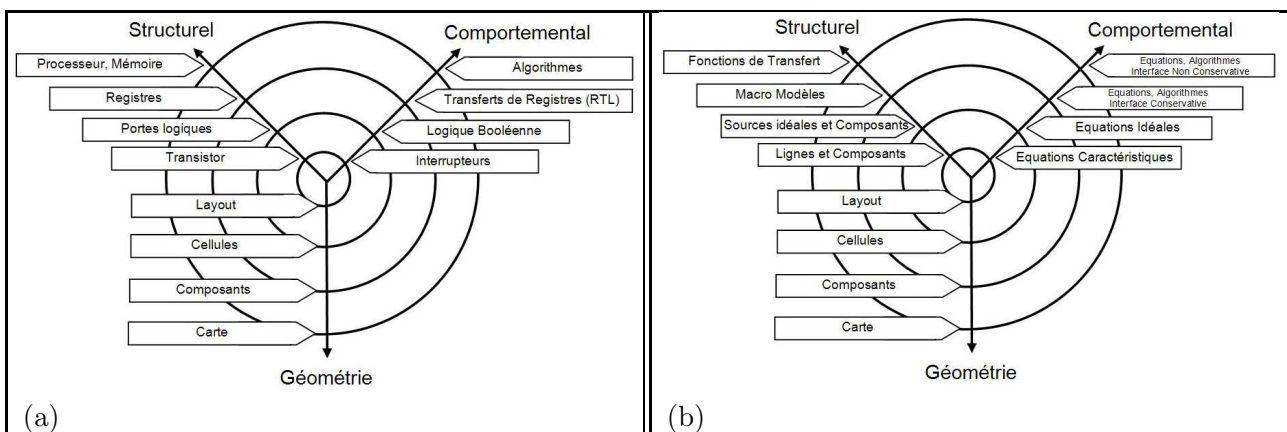 Structurel
Comportemental
Processeur, Mémoire
Algorithmes
Registres
Transferts de Registres (RTL)
Portes logiques
Logique Booléenne
Transistor
Interrupteurs
Layout
Cellules
Composants
Carte
Géométrie
(a)
Structurel
Comportemental
Fonctions de Transfert
Equations, Algorithmes
Interface Non Conservative
Macro Modèles
Equations, Algorithmes
Interface Conservative
Sources idéales et Composants
Equations Idéales
Lignes et Composants
Equations Caractéristiques
Layout
Cellules
Composants
Carte
Géométrie
(b)